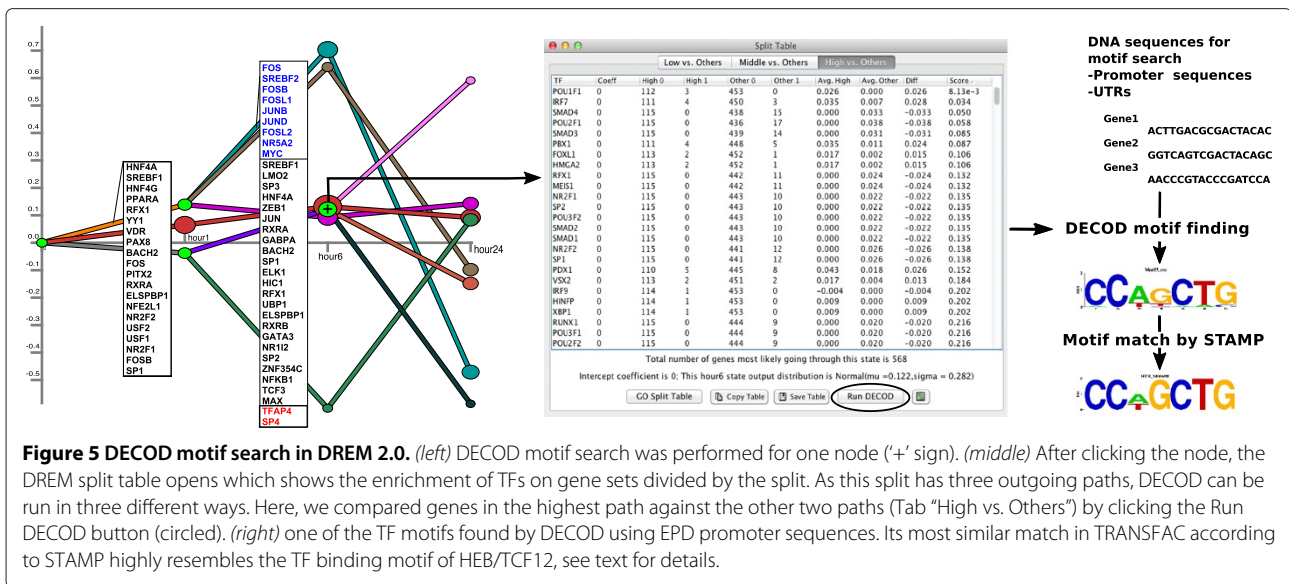 0.7
0.6
0.5
0.4
0.3
0.2
0.1
0.0
-0.1
-0.2
-0.3
-0.4
-0.5
HNF4A
SREBF1
HNF4G
PPARA
RFX1
YY1
VDR
PAX8
BACH2
FOS
PITX2
RXRA
ELSPBP1
NFE2L1
NR2F2
USF2
USF1
NR2F1
FOSB
SP1
hour1
FOS
SREBF2
FOSB
FOSL1
JUNB
JUND
FOSL2
NR5A2
MYC
SREBF1
LMO2
SP3
HNF4A
ZEB1
JUN
RXRA
GABPA
BACH2
SP1
ELK1
HIC1
RFX1
UBP1
ELSPBP1
RXRB
GATA3
NR1I2
SP2
ZNF354C
NFKB1
TCF3
MAX
TFAP4
SP4
+
hour6
hour24
Split Table
Low vs. Others Middle vs. Others High vs. Others
TF Coeff High 0 High 1 Other 0 Other 1 Avg. High Avg. Other Diff Score
POU1F1 0 112 3 453 0 0.026 0.000 0.026 8.13e-3
IRF7 0 111 4 450 3 0.035 0.007 0.028 0.034
SMAD4 0 115 0 438 15 0.000 0.033 -0.033 0.050
POU2F1 0 115 0 436 17 0.000 0.038 -0.038 0.058
SMAD3 0 115 0 439 14 0.000 0.031 -0.031 0.085
PBX1 0 111 4 448 5 0.035 0.011 0.024 0.087
FOXL1 0 113 2 452 1 0.017 0.002 0.015 0.106
HMGA2 0 113 2 452 1 0.017 0.002 0.015 0.106
RFX1 0 115 0 442 11 0.000 0.024 -0.024 0.132
MEIS1 0 115 0 442 11 0.000 0.024 -0.024 0.132
NR2F1 0 115 0 443 10 0.000 0.022 -0.022 0.135
SP2 0 115 0 443 10 0.000 0.022 -0.022 0.135
POU3F2 0 115 0 443 10 0.000 0.022 -0.022 0.135
SMAD2 0 115 0 443 10 0.000 0.022 -0.022 0.135
SMAD1 0 115 0 443 10 0.000 0.022 -0.022 0.135
NR2F2 0 115 0 441 12 0.000 0.026 -0.026 0.138
SP1 0 115 0 441 12 0.000 0.026 -0.026 0.138
PDX1 0 110 5 445 8 0.043 0.018 0.026 0.152
VSX2 0 113 2 451 2 0.017 0.004 0.013 0.184
IRF9 0 114 1 453 0 -0.004 0.000 -0.004 0.202
HINFP 0 114 1 453 0 0.009 0.000 0.009 0.202
XBP1 0 114 1 453 0 0.009 0.000 0.009 0.202
RUNX1 0 115 0 444 9 0.000 0.020 -0.020 0.216
POU3F1 0 115 0 444 9 0.000 0.020 -0.020 0.216
POU2F2 0 115 0 444 9 0.000 0.020 -0.020 0.216
Total number of genes most likely going through this state is 568
Intercept coefficient is 0; This hour6 state output distribution is Normal(mu =0.122,sigma = 0.282)
GO Split Table Copy Table Save Table Run DECOD
DNA sequences for
motif search
-Promoter sequences
-UTRs
Gene1
ACTTGACGCGACTACAC
Gene2
GGTCAGTCGACTACAGC
Gene3
AACCCGTACCCGATCCA
DECOD motif finding
CCAGCTG
Motif match by STAMP
CCAGCTG
Figure 5 DECOD motif search in DREM 2.0. (left) DECOD motif search was performed for one node ('+' sign). (middle) After clicking the node, the
DREM split table opens which shows the enrichment of TFs on gene sets divided by the split. As this split has three outgoing paths, DECOD can be
run in three different ways. Here, we compared genes in the highest path against the other two paths (Tab "High vs. Others") by clicking the Run
DECOD button (circled). (right) one of the TF motifs found by DECOD using EPD promoter sequences. Its most similar match in TRANSFAC according
to STAMP highly resembles the TF binding motif of HEB/TCF12, see text for details.